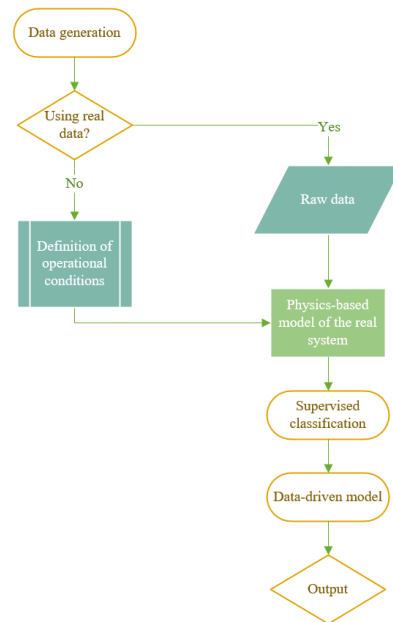 Data generation
Using real
data?
Yes
No
Raw data
Definition of
operational
conditions
Physics-based
model of the real
system
Supervised
classification
Data-driven model
Output